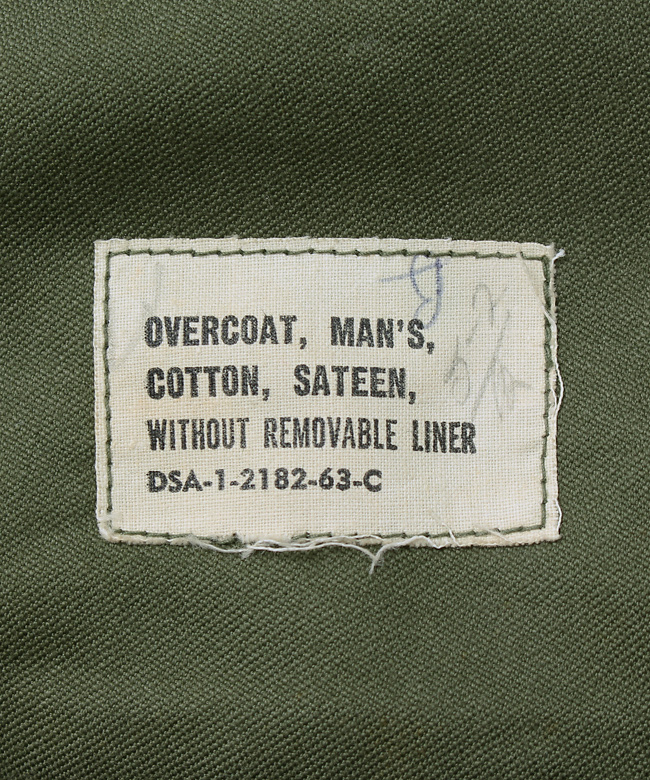 OVERCOAT, MAN'S,
COTTON, SATEEN,
WITHOUT REMOVABLE LINER
DSA-1-2182-63-C